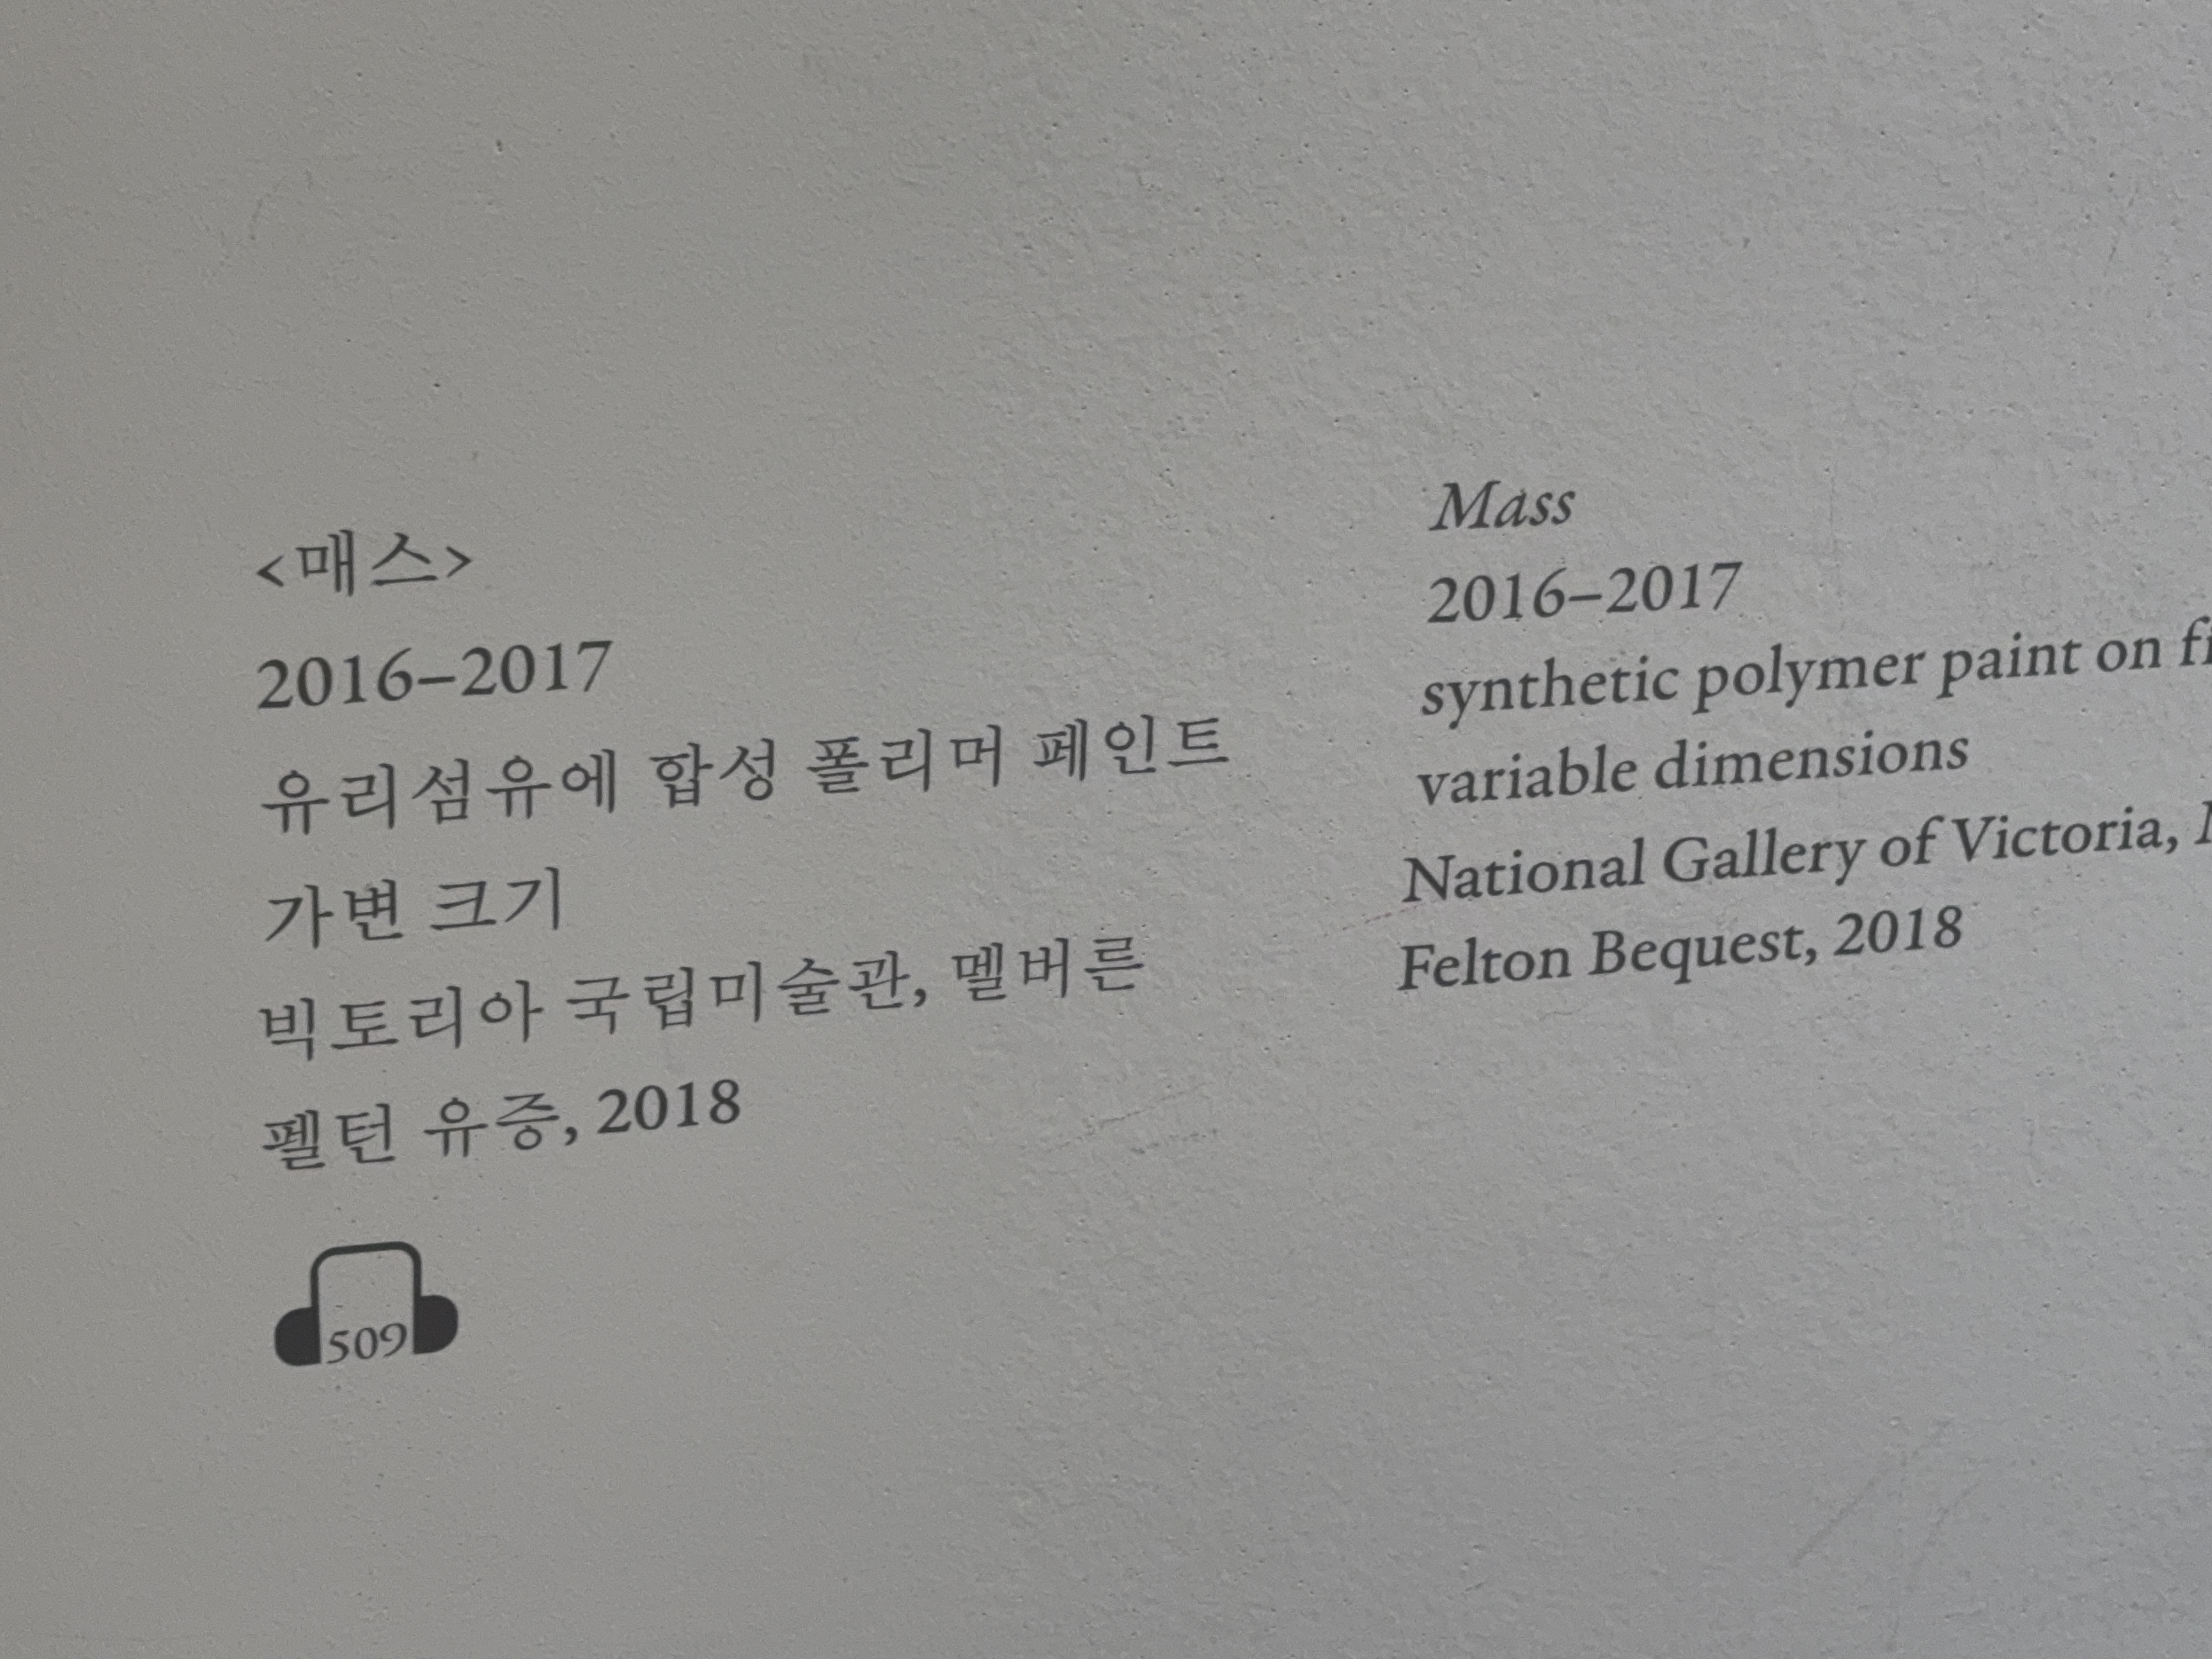 <매스>
2016–2017
유리섬유에 합성 폴리머 페인트
가변 크기
빅토리아 국립미술관, 멜버른
펠턴 유증, 2018
509
Mass
2016–2017
synthetic polymer paint on
variable dimensions
National Gallery of Victoria,
Felton Bequest, 2018